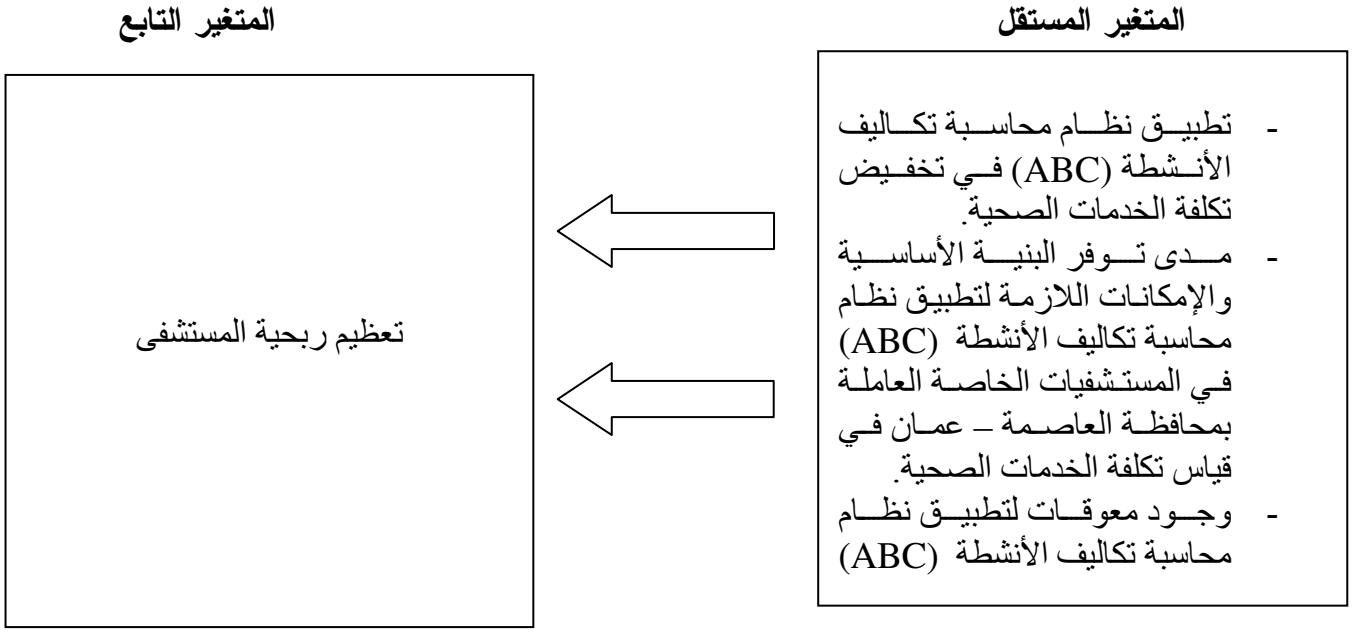 المتغير المستقل
المتغير التابع
- تطبيق نظام محاسبة تكاليف
الأنشطة (ABC) في تخفيض
تكلفة الخدمات الصحية.
- مدى توفر البنية الأساسية
والإمكانات اللازمة لتطبيق نظام
محاسبة تكاليف الأنشطة (ABC)
في المستشفيات الخاصة العاملة
بمحافظة العاصمة – عمان في
قياس تكلفة الخدمات الصحية.
- وجود معوقات لتطبيق نظام
محاسبة تكاليف الأنشطة (ABC)
تعظيم ربحية المستشفى